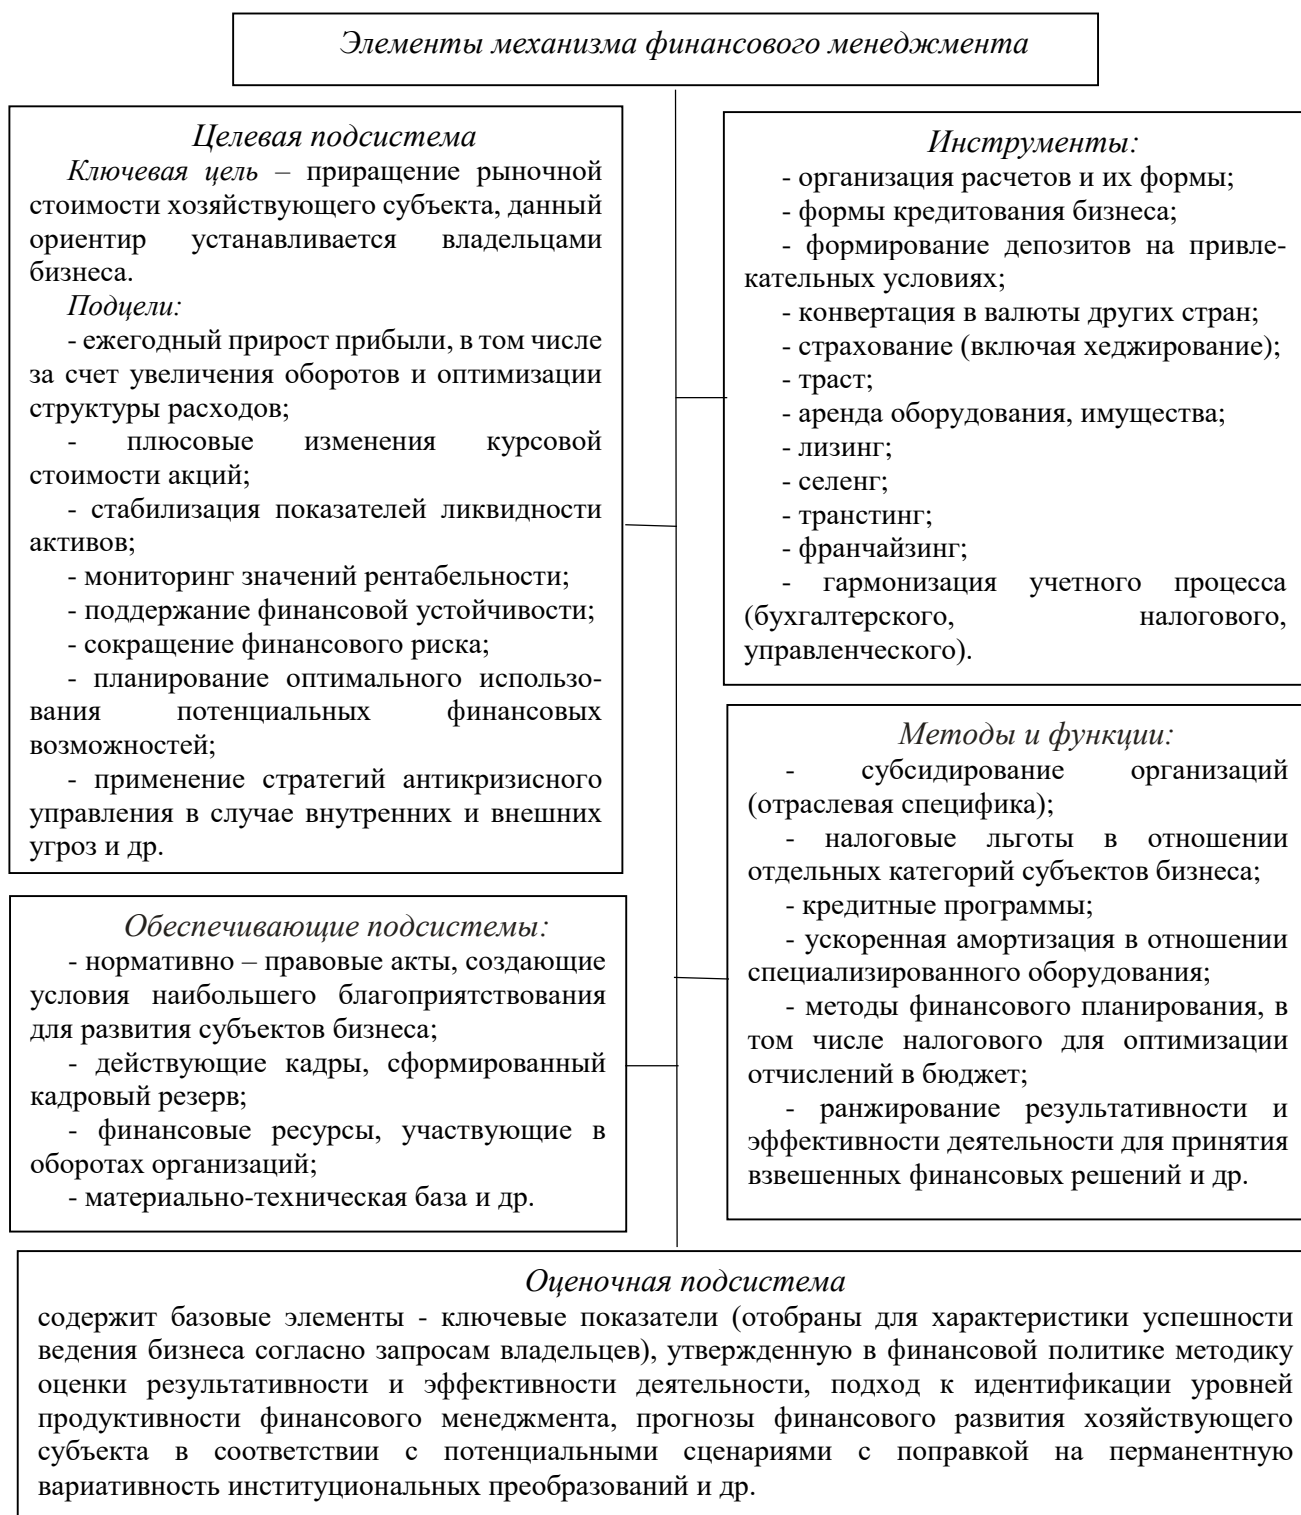 Элементы механизма финансового менеджмента
Целевая подсистема
Ключевая цель – приращение рыночной
стоимости хозяйствующего субъекта, данный
ориентир устанавливается владельцами
бизнеса.
Подцели:
- ежегодный прирост прибыли, в том числе
за счет увеличения оборотов и оптимизации
структуры расходов;
- плюсовые изменения курсовой
стоимости акций;
- стабилизация показателей ликвидности
активов;
- мониторинг значений рентабельности;
- поддержание финансовой устойчивости;
- сокращение финансового риска;
- планирование оптимального использо-
вания потенциальных финансовых
возможностей;
- применение стратегий антикризисного
управления в случае внутренних и внешних
угроз и др.
Инструменты:
- организация расчетов и их формы;
- формы кредитования бизнеса;
- формирование депозитов на привле-
кательных условиях;
- конвертация в валюты других стран;
- страхование (включая хеджирование);
- траст;
- аренда оборудования, имущества;
- лизинг;
- селенг;
- транстинг;
- франчайзинг;
- гармонизация учетного процесса
(бухгалтерского, налогового,
управленческого).
Обеспечивающие подсистемы:
- нормативно – правовые акты, создающие
условия наибольшего благоприятствования
для развития субъектов бизнеса;
- действующие кадры, сформированный
кадровый резерв;
- финансовые ресурсы, участвующие в
оборотах организаций;
- материально-техническая база и др.
Методы и функции:
- субсидирование организаций
(отраслевая специфика);
- налоговые льготы в отношении
отдельных категорий субъектов бизнеса;
- кредитные программы;
- ускоренная амортизация в отношении
специализированного оборудования;
- методы финансового планирования, в
том числе налогового для оптимизации
отчислений в бюджет;
- ранжирование результативности и
эффективности деятельности для принятия
взвешенных финансовых решений и др.
Оценочная подсистема
содержит базовые элементы - ключевые показатели (отобраны для характеристики успешности
ведения бизнеса согласно запросам владельцев), утвержденную в финансовой политике методику
оценки результативности и эффективности деятельности, подход к идентификации уровней
продуктивности финансового менеджмента, прогнозы финансового развития хозяйствующего
субъекта в соответствии с потенциальными сценариями с поправкой на перманентную
вариативность институциональных преобразований и др.